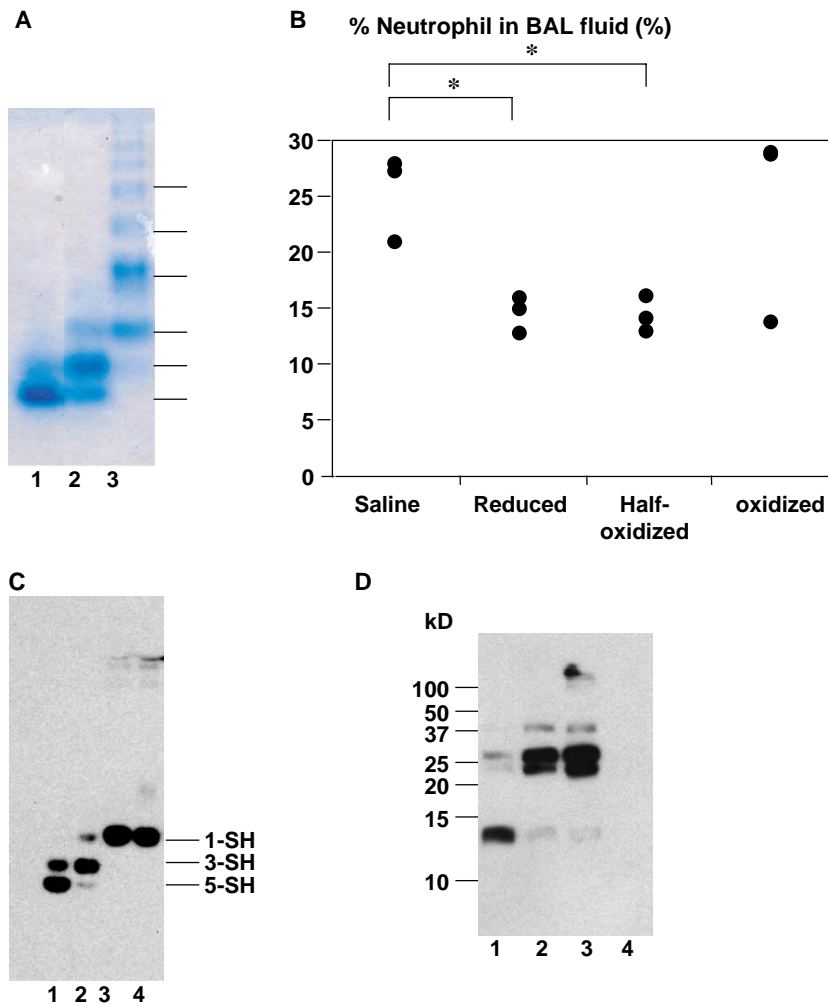 A
1 2 3
B
% Neutrophil in BAL fluid (%)
*
*
30
25
20
15
10
5
0
Saline Reduced Half-oxidized oxidized
C
1-SH
3-SH
5-SH
1 2 3 4
D
kD
100
50
37
25
20
15
10
1 2 3 4